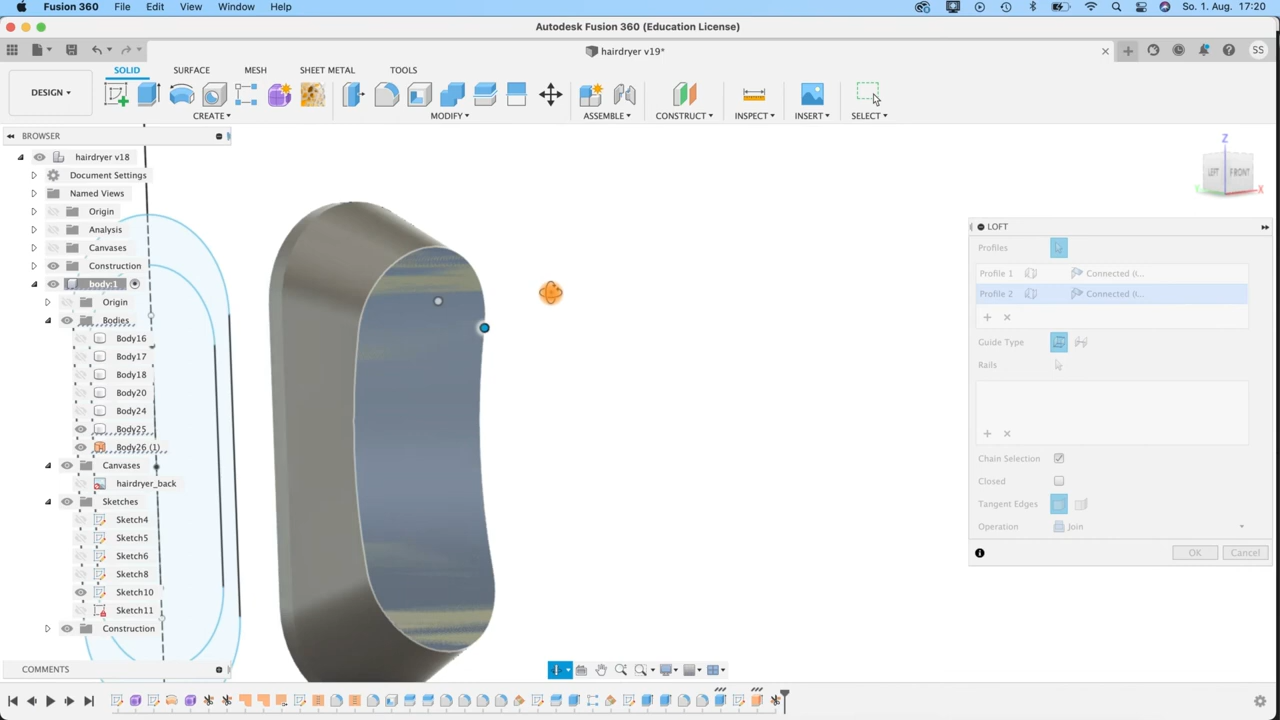 Fusion 360 File Edit View Window Help So. 1. Aug. 17:20
Autodesk Fusion 360 (Education License)
hairdryer v19* SS
SOLID SURFACE MESH SHEET METAL TOOLS
DESIGN
CREATE MODIFY ASSEMBLE CONSTRUCT INSPECT INSERT SELECT
BROWSER
hairdryer v18
Document Settings
Named Views
Origin
Analysis
Canvases
Construction
body:1
Origin
Bodies
Body16
Body17
Body18
Body20
Body24
Body25
Body26 (1)
Canvases
hairdryer_back
Sketches
Sketch4
Sketch5
Sketch6
Sketch8
Sketch10
Sketch11
Construction
COMMENTS
Z
LEFT FRONT
Y X
LOFT
Profiles
Profile 1 Connected (i...
Profile 2 Connected (i...
Guide Type
Rails
Chain Selection
Closed
Tangent Edges
Operation Join
OK Cancel